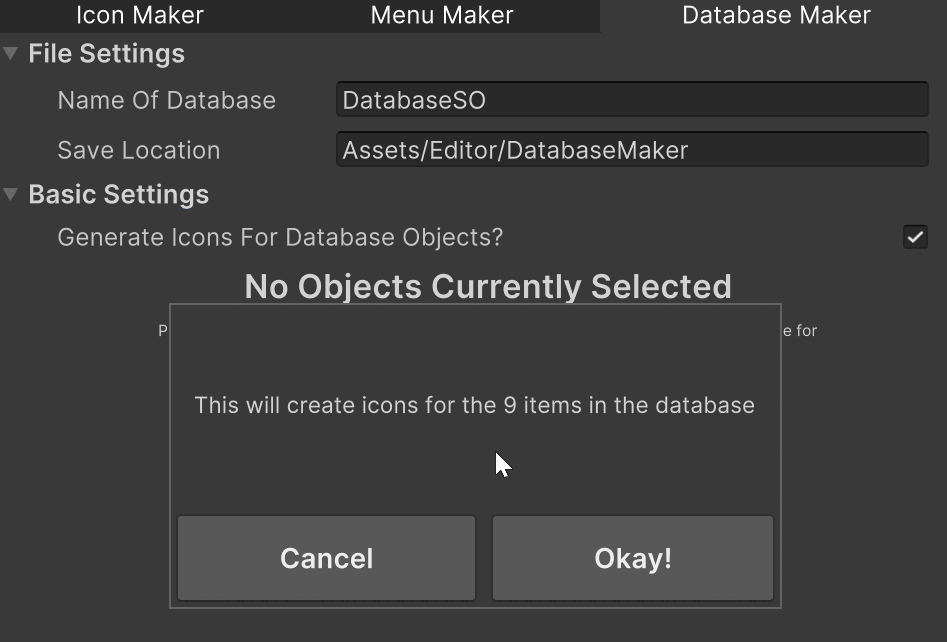 Icon Maker Menu Maker Database Maker
File Settings
Name Of Database DatabaseSO
Save Location Assets/Editor/DatabaseMaker
Basic Settings
Generate Icons For Database Objects?
No Objects Currently Selected
P e for
This will create icons for the 9 items in the database
Cancel Okay!